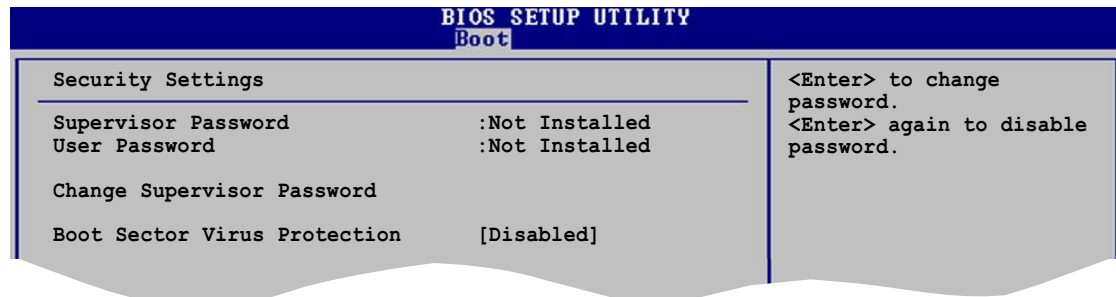 BIOS SETUP UTILITY
Boot
Security Settings
Supervisor Password :Not Installed
User Password :Not Installed
Change Supervisor Password
Boot Sector Virus Protection [Disabled]
<Enter> to change
password.
<Enter> again to disable
password.